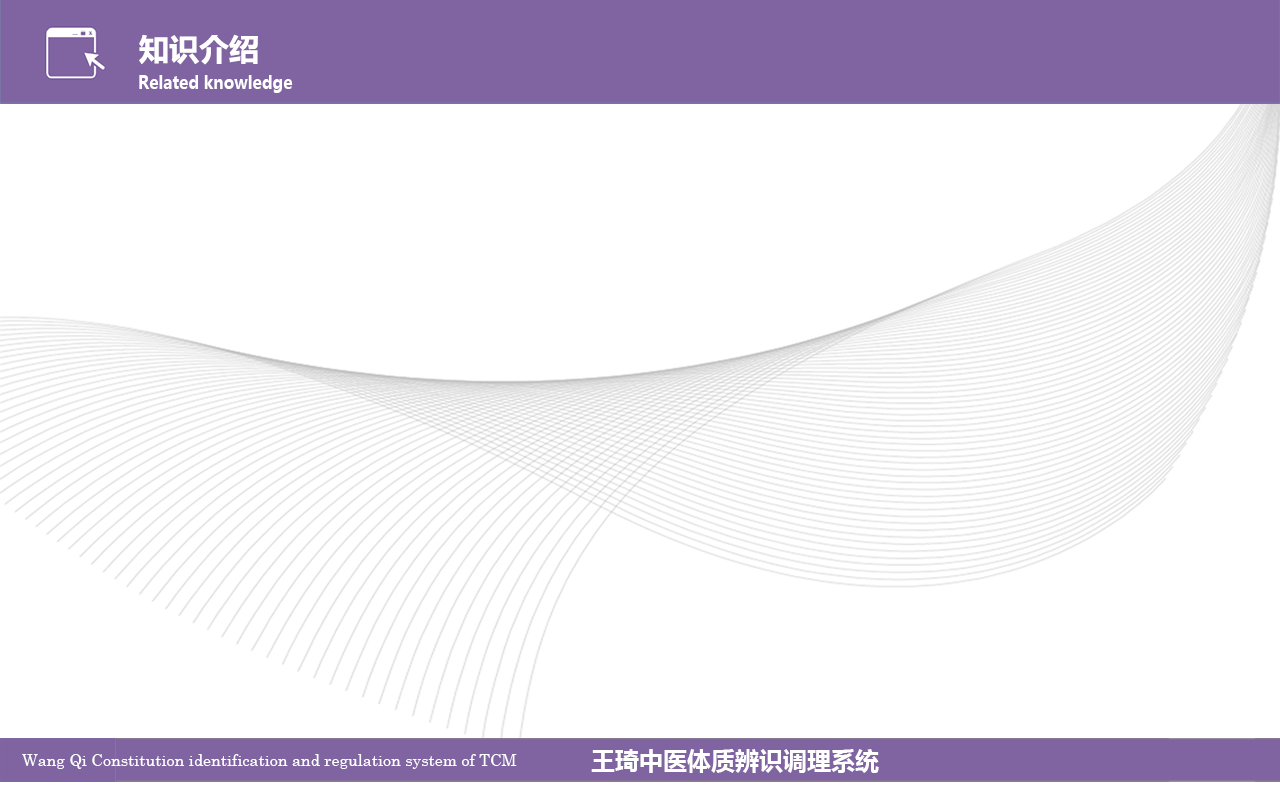 知识介绍
Related knowledge
Wang Qi Constitution identification and regulation system of TCM
王琦中医体质辨识调理系统